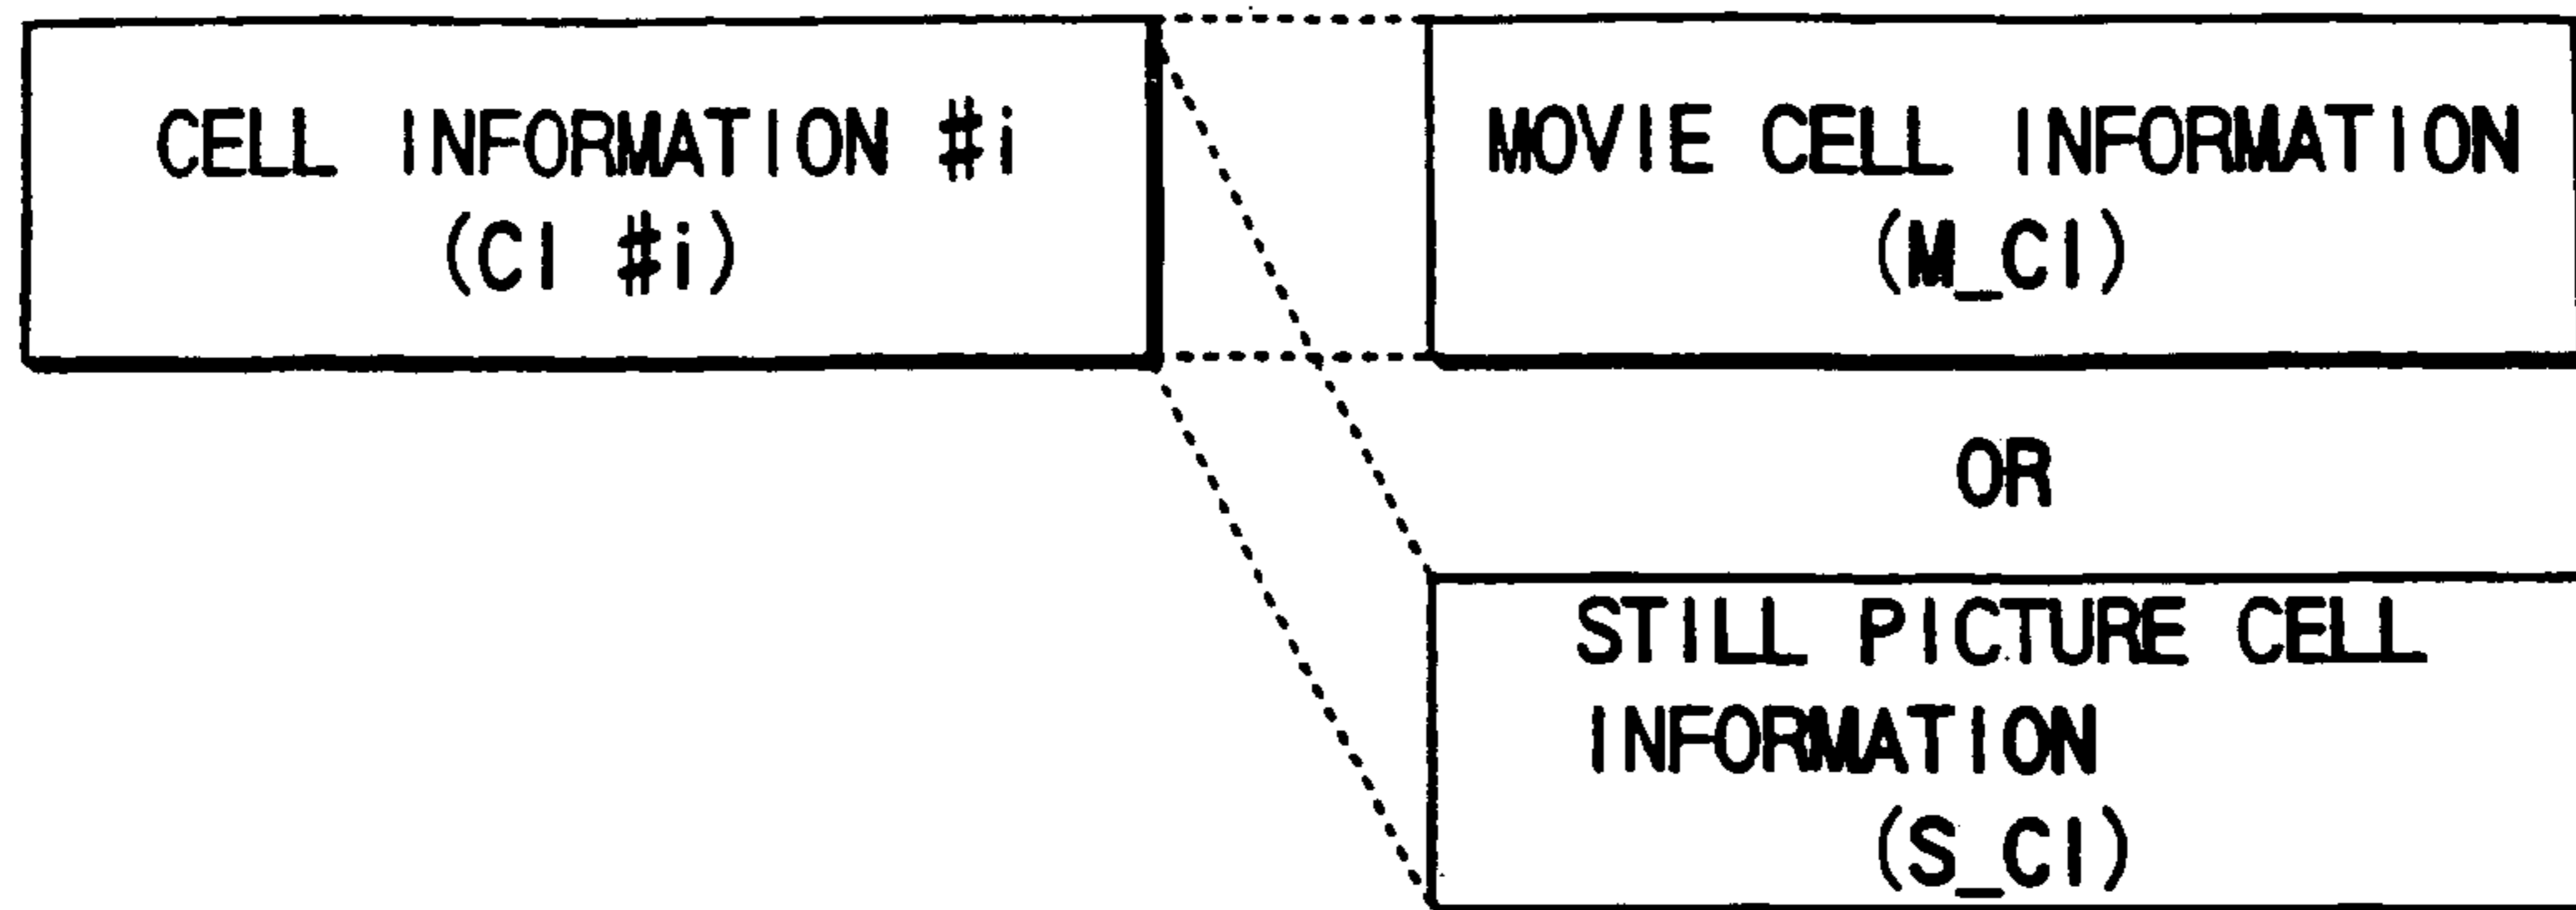 CELL INFORMATION #i
(CI #i)
MOVIE CELL INFORMATION
(M_CI)
OR
STILL PICTURE CELL
INFORMATION
(S_CI)